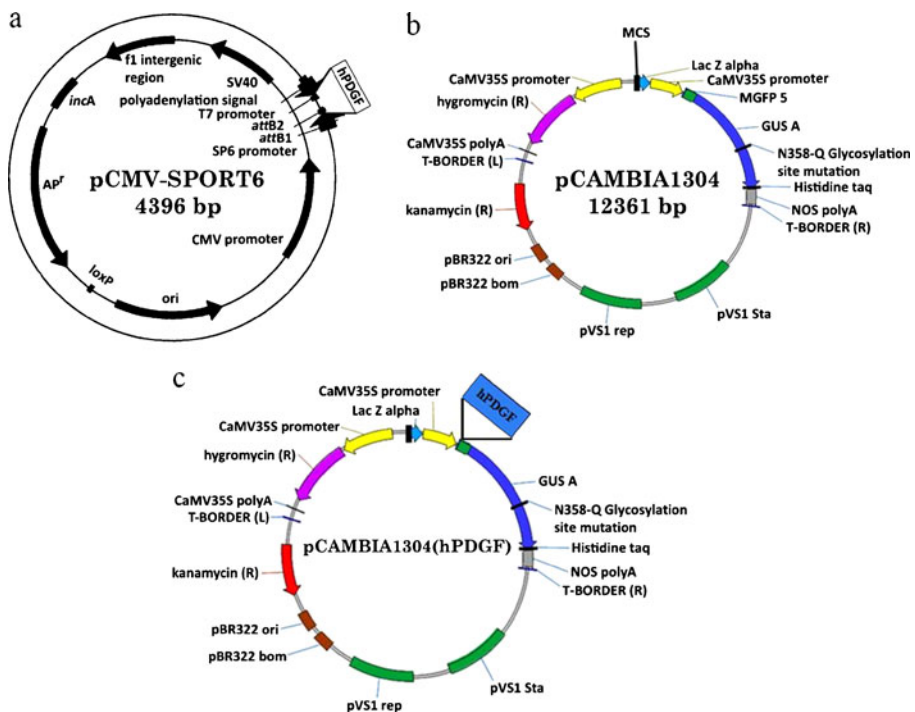 a
f1 intergenic
region
incA
SV40
polyadenylation signal
T7 promoter
attB2
attB1
SP6 promoter
hPDGF
APr
pCMV-SPORT6
4396 bp
CMV promoter
loxP
ori
b
MCS
Lac Z alpha
CaMV35S promoter
CaMV35S promoter
MGFP 5
hygromycin (R)
GUS A
CaMV35S polyA
T-BORDER (L)
N358-Q Glycosylation
site mutation
pCAMBIA1304
12361 bp
Histidine taq
NOS polyA
T-BORDER (R)
kanamycin (R)
pBR322 ori
pBR322 bom
pVS1 rep
pVS1 Sta
c
CaMV35S promoter
Lac Z alpha
hPDGF
CaMV35S promoter
hygromycin (R)
GUS A
CaMV35S polyA
T-BORDER (L)
N358-Q Glycosylation
site mutation
pCAMBIA1304(hPDGF)
Histidine taq
NOS polyA
T-BORDER (R)
kanamycin (R)
pBR322 ori
pBR322 bom
pVS1 rep
pVS1 Sta